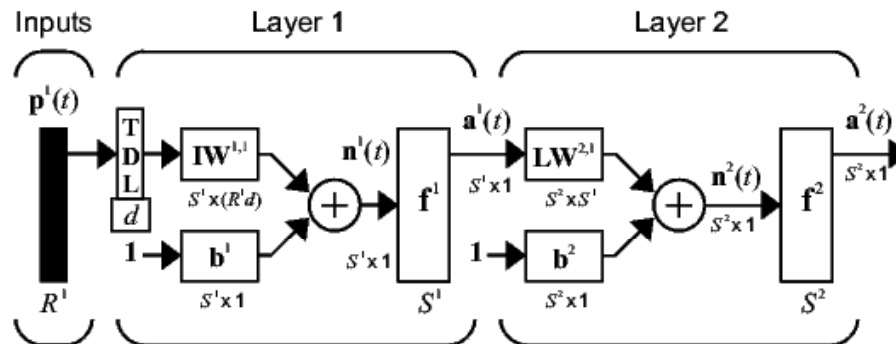 Inputs Layer 1 Layer 2
p¹(t) a¹(t) a²(t)
TDL IW¹,¹ n¹(t) f¹ LW²,¹ n²(t) f²
S¹x(R¹d) S¹x1 S²xS¹ S²x1 S²x1
d
1 b¹ S¹x1 1 b²
S¹x1 S²x1
R¹ S¹ S²